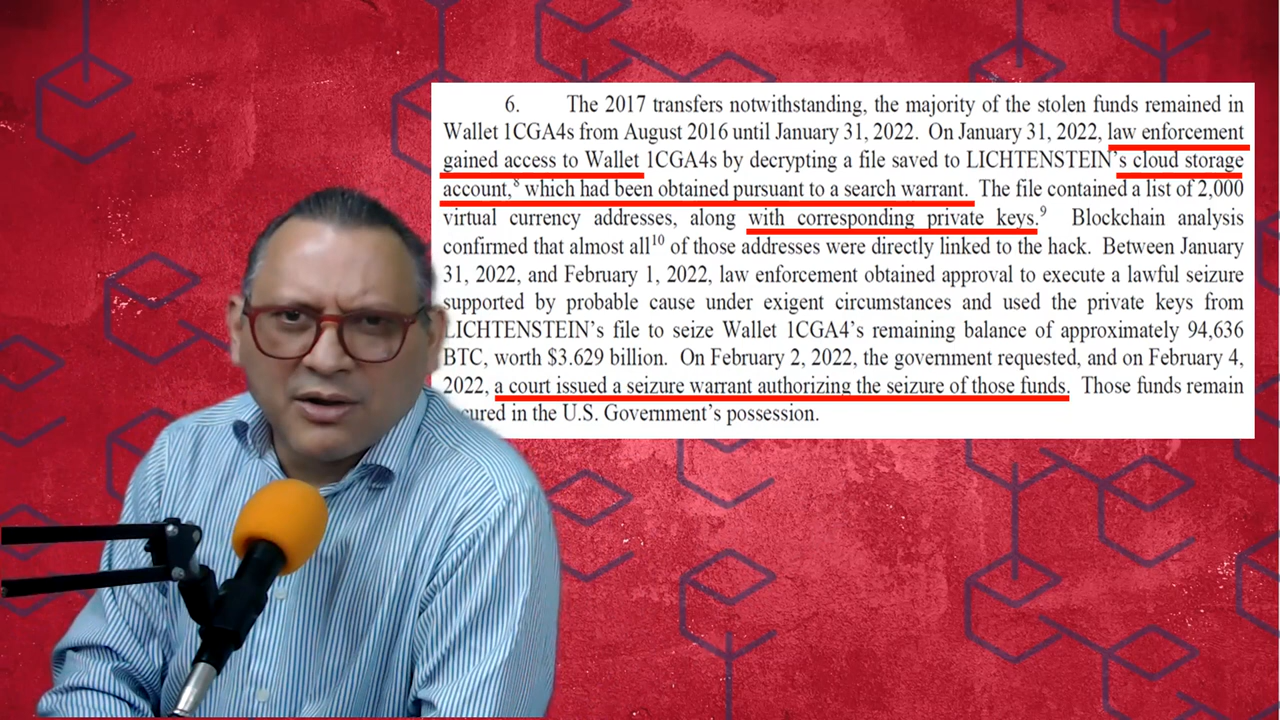 6. The 2017 transfers notwithstanding, the majority of the stolen funds remained in
Wallet 1CGA4s from August 2016 until January 31, 2022. On January 31, 2022, law enforcement
gained access to Wallet 1CGA4s by decrypting a file saved to LICHTENSTEIN's cloud storage
account,⁸ which had been obtained pursuant to a search warrant. The file contained a list of 2,000
virtual currency addresses, along with corresponding private keys.⁹ Blockchain analysis
confirmed that almost all¹⁰ of those addresses were directly linked to the hack. Between January
31, 2022, and February 1, 2022, law enforcement obtained approval to execute a lawful seizure
supported by probable cause under exigent circumstances and used the private keys from
LICHTENSTEIN's file to seize Wallet 1CGA4's remaining balance of approximately 94,636
BTC, worth $3.629 billion. On February 2, 2022, the government requested, and on February 4,
2022, a court issued a seizure warrant authorizing the seizure of those funds. Those funds remain
cured in the U.S. Government's possession.